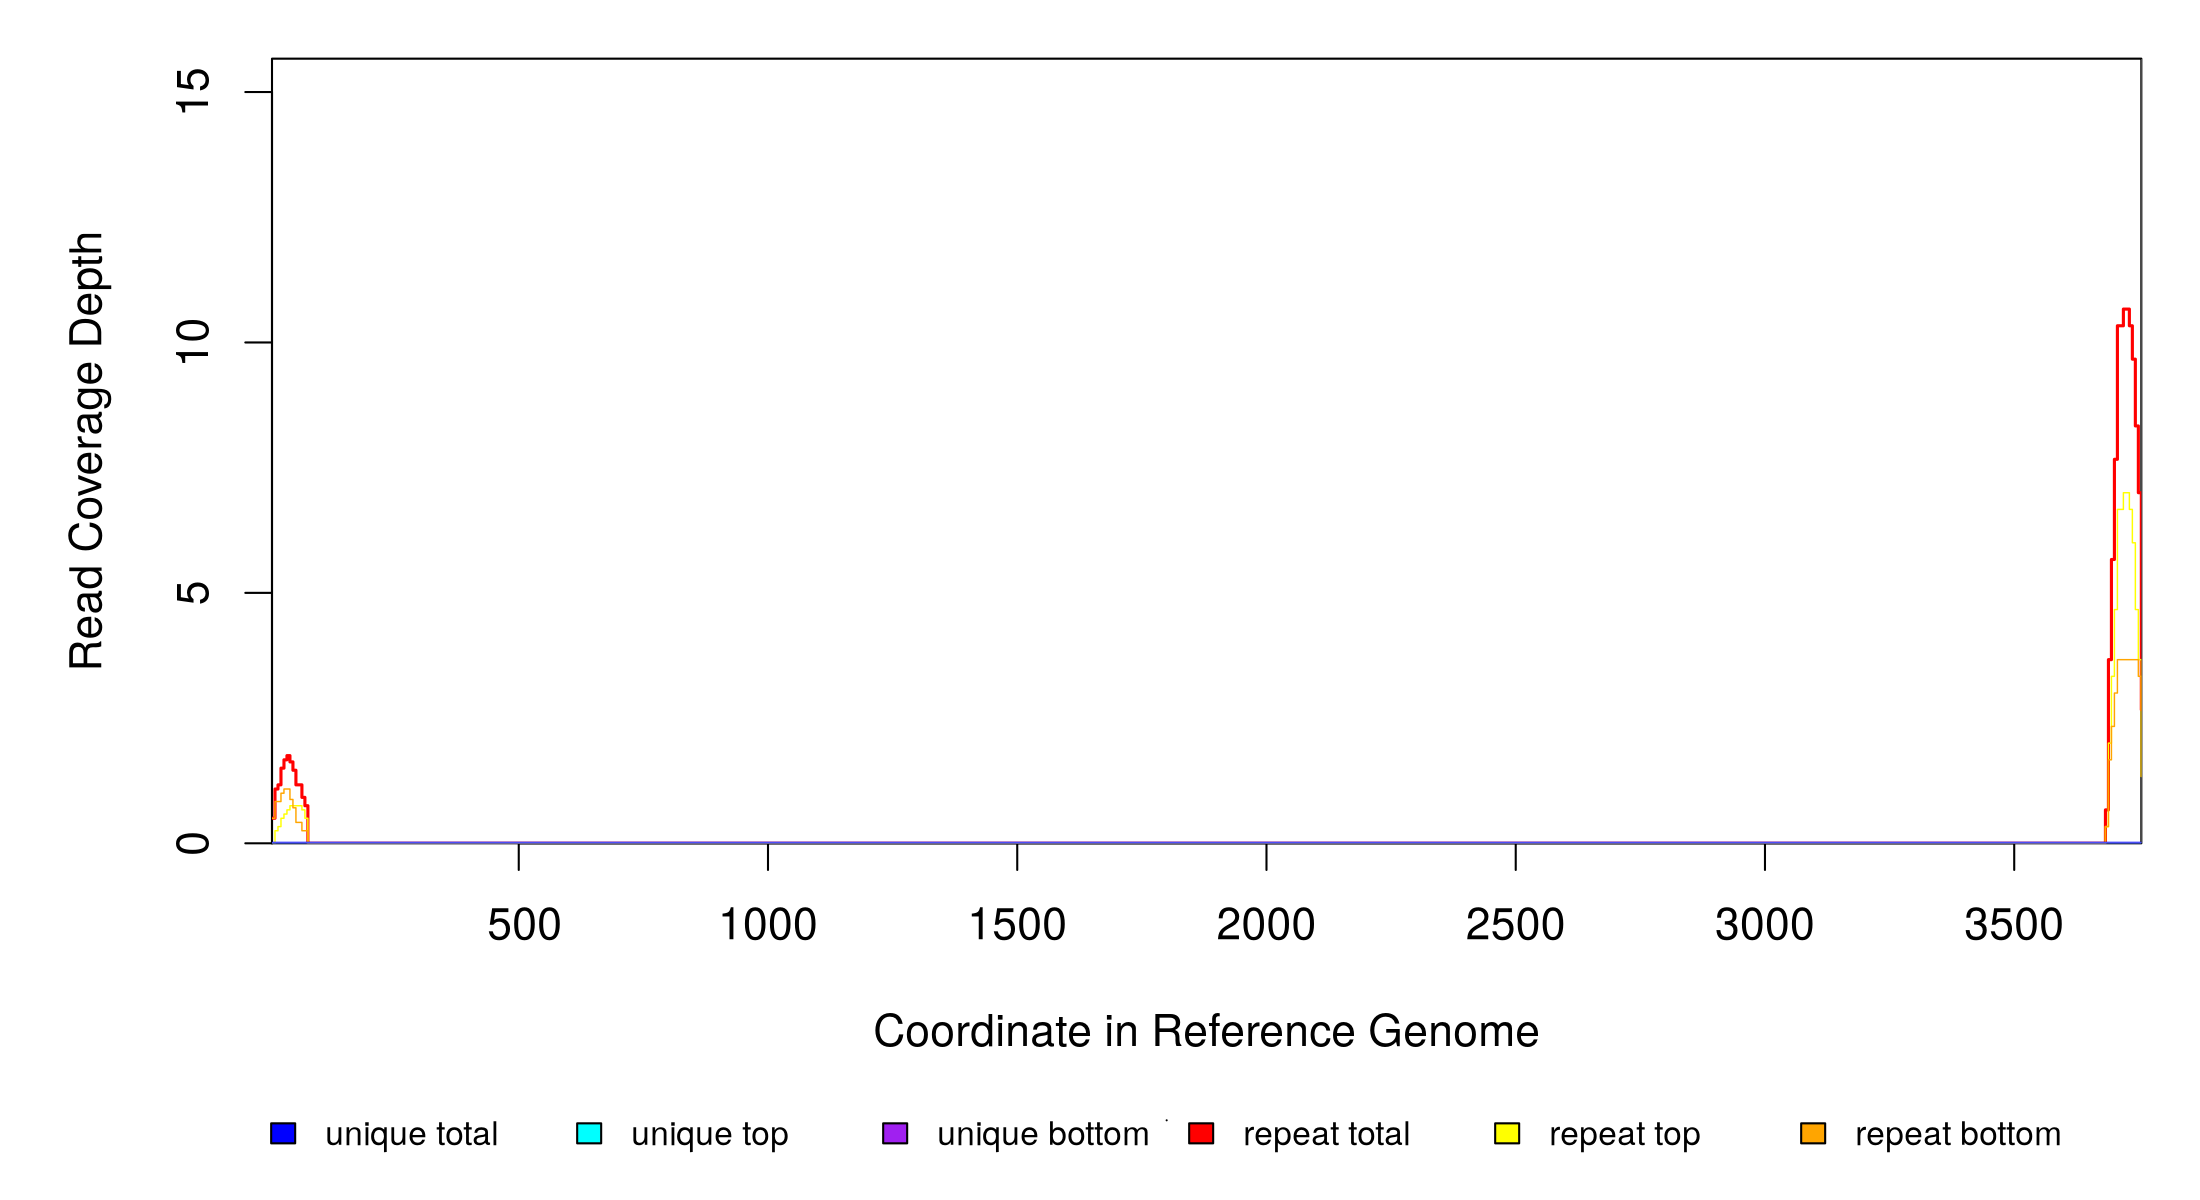 Read Coverage Depth
15
10
5
0
500 1000 1500 2000 2500 3000 3500
Coordinate in Reference Genome
unique total unique top unique bottom repeat total repeat top repeat bottom